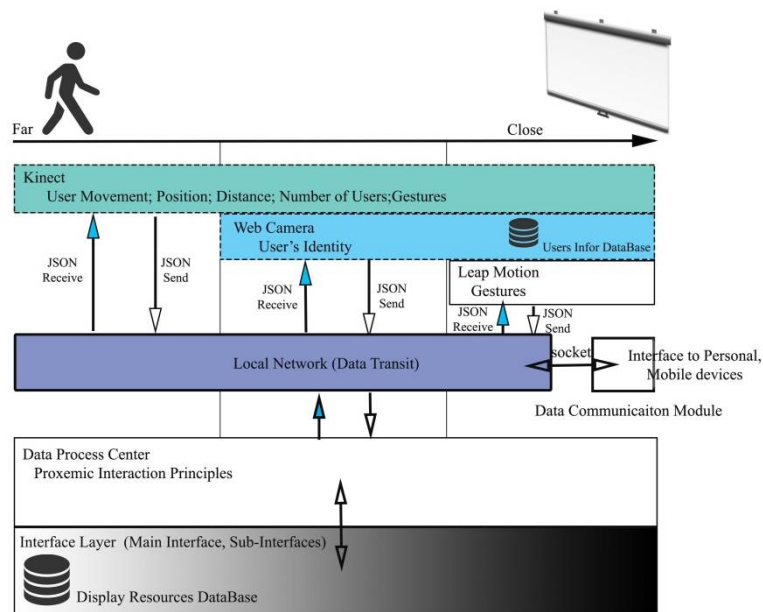 Far
Close
Kinect
User Movement; Position; Distance; Number of Users;Gestures
Web Camera
User's Identity
Users Infor DataBase
JSON
Receive
JSON
Send
JSON
Receive
JSON
Send
Leap Motion
Gestures
JSON
Receive
JSON
Send
Local Network (Data Transit)
socket
Interface to Personal,
Mobile devices
Data Communicaiton Module
Data Process Center
Proxemic Interaction Principles
Interface Layer (Main Interface, Sub-Interfaces)
Display Resources DataBase